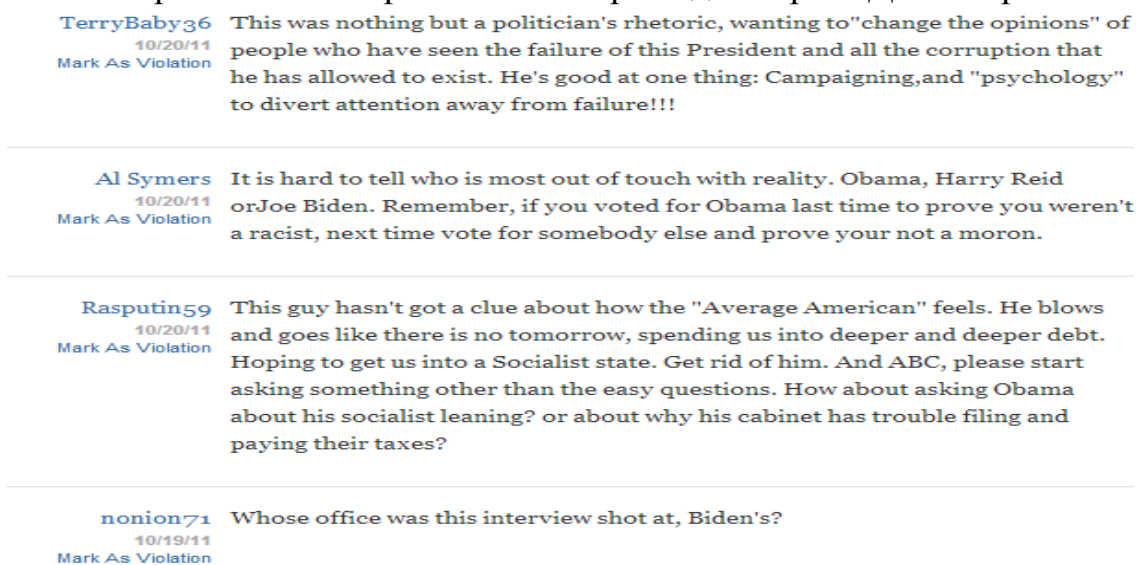 TerryBaby36 This was nothing but a politician's rhetoric, wanting to"change the opinions" of
10/20/11 people who have seen the failure of this President and all the corruption that
Mark As Violation he has allowed to exist. He's good at one thing: Campaigning,and "psychology"
to divert attention away from failure!!!
Al Symers It is hard to tell who is most out of touch with reality. Obama, Harry Reid
10/20/11 orJoe Biden. Remember, if you voted for Obama last time to prove you weren't
Mark As Violation a racist, next time vote for somebody else and prove your not a moron.
Rasputin59 This guy hasn't got a clue about how the "Average American" feels. He blows
10/20/11 and goes like there is no tomorrow, spending us into deeper and deeper debt.
Mark As Violation Hoping to get us into a Socialist state. Get rid of him. And ABC, please start
asking something other than the easy questions. How about asking Obama
about his socialist leaning? or about why his cabinet has trouble filing and
paying their taxes?
nonion71 Whose office was this interview shot at, Biden's?
10/19/11
Mark As Violation